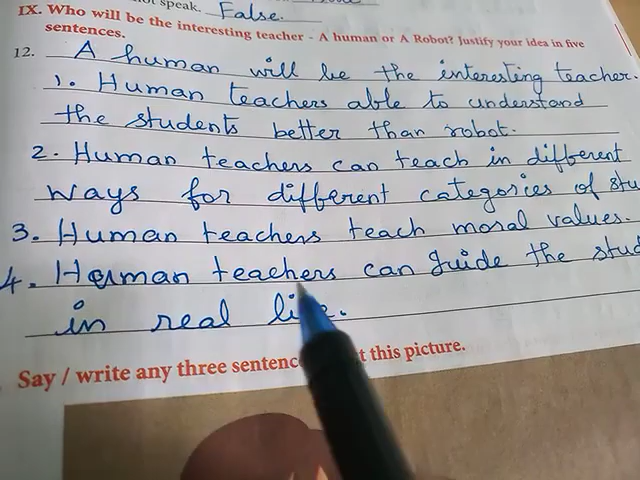 not speak. False.
IX. Who will be the interesting teacher - A human or A Robot? Justify your idea in five
sentences.
12. A human will be the interesting teacher
1. Human teachers able to understand
the students better than robot.
2. Human teachers can teach in different
ways for different categories of stu
3. Human teachers teach moral values.
4. Human teachers can guide the stud
in real life.
Say / write any three sentenc t this picture.